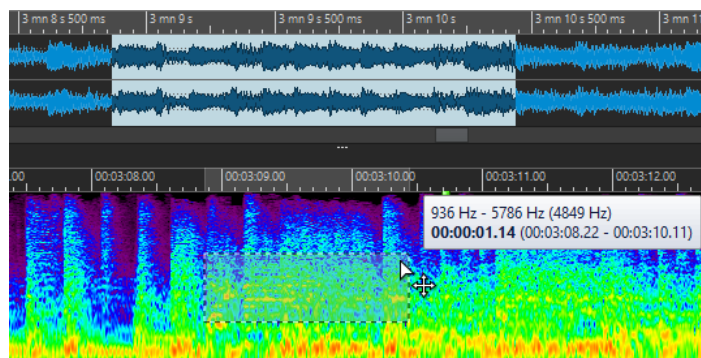 3 mn 8 s 500 ms 3 mn 9 s 3 mn 9 s 500 ms 3 mn 10 s 3 mn 10 s 500 ms 3 mn 11
.00 00:03:08.00 00:03:09.00 00:03:10.00 00:03:11.00 00:03:12.00
936 Hz - 5786 Hz (4849 Hz)
00:00:01.14 (00:03:08.22 - 00:03:10.11)